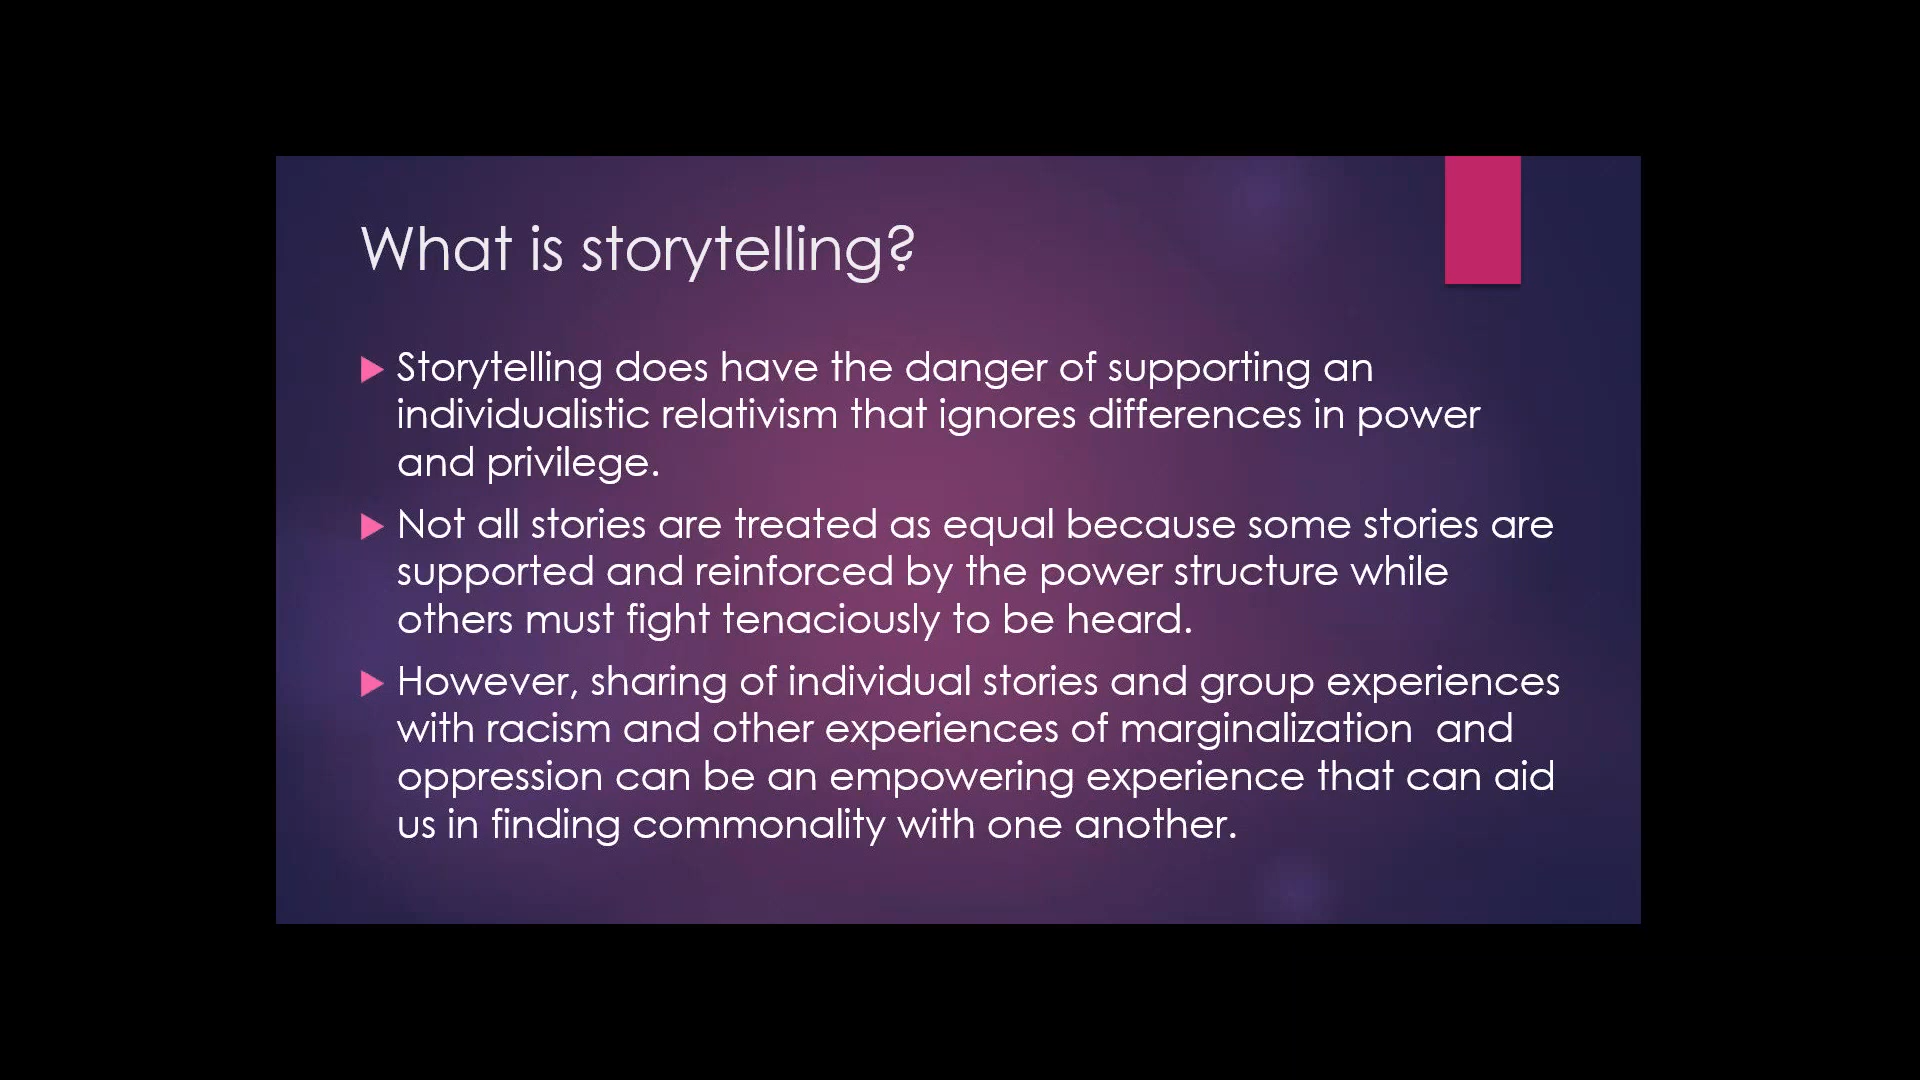 What is storytelling?
Storytelling does have the danger of supporting an
individualistic relativism that ignores differences in power
and privilege.
Not all stories are treated as equal because some stories are
supported and reinforced by the power structure while
others must fight tenaciously to be heard.
However, sharing of individual stories and group experiences
with racism and other experiences of marginalization  and
oppression can be an empowering experience that can aid
us in finding commonality with one another.